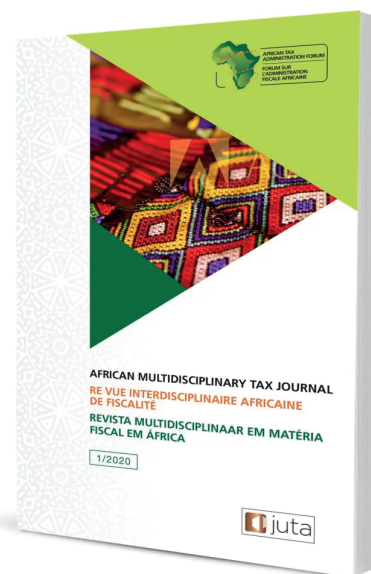 AFRICAN TAX
ADMINISTRATION FORUM
FORUM SUR
L'ADMINISTRATION
FISCALE AFRICAINE
AFRICAN MULTIDISCIPLINARY TAX JOURNAL
RE VUE INTERDISCIPLINAIRE AFRICAINE
DE FISCALITÉ
REVISTA MULTIDISCIPLINAAR EM MATÉRIA
FISCAL EM ÁFRICA
1/2020
juta